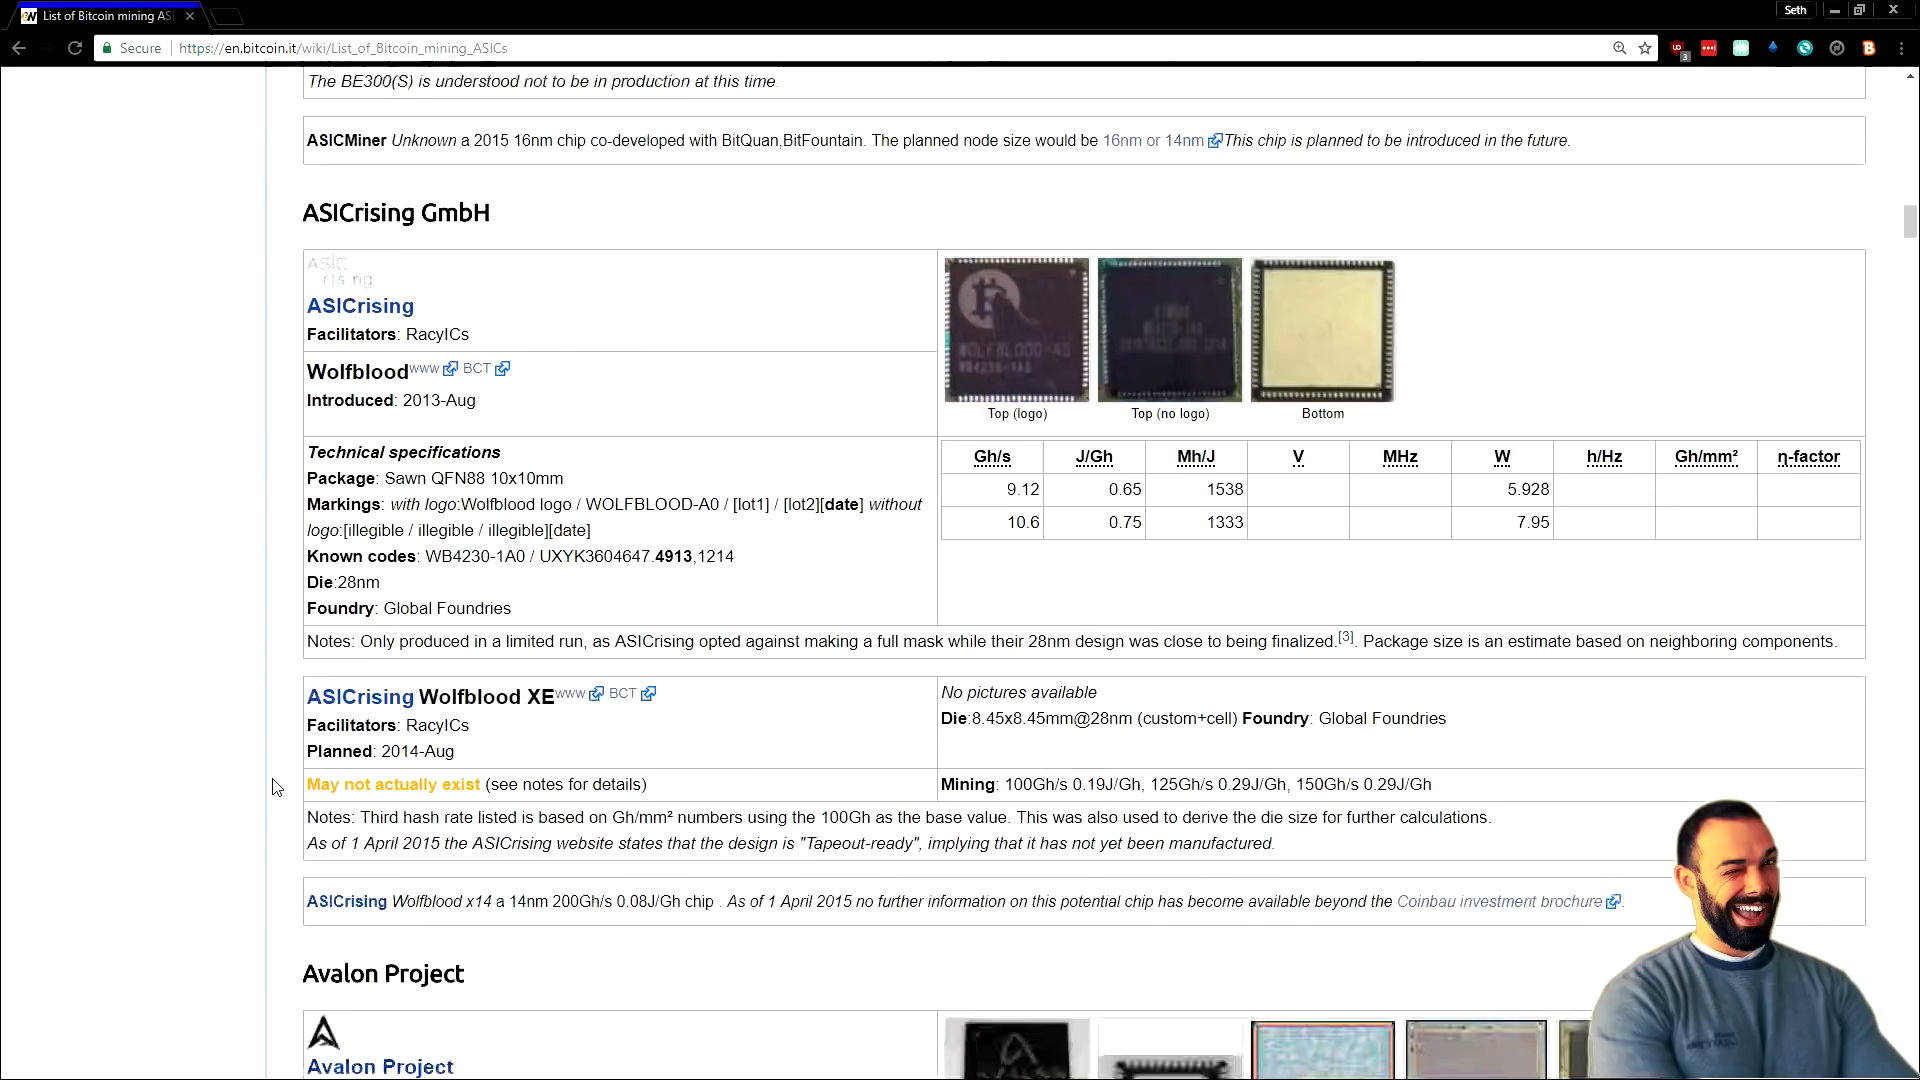 List of Bitcoin mining AS
Seth
Secure https://en.bitcoin.it/wiki/List_of_Bitcoin_mining_ASICs
The BE300(S) is understood not to be in production at this time.
ASICMiner Unknown a 2015 16nm chip co-developed with BitQuan,BitFountain. The planned node size would be 16nm or 14nm This chip is planned to be introduced in the future.
ASICrising GmbH
ASICrising
Facilitators: RacyICs
Wolfblood www BCT
Introduced: 2013-Aug
Top (logo) Top (no logo) Bottom
Technical specifications
Package: Sawn QFN88 10x10mm
Markings: with logo:Wolfblood logo / WOLFBLOOD-A0 / [lot1] / [lot2][date] without
logo:[illegible / illegible / illegible][date]
Known codes: WB4230-1A0 / UXYK3604647.4913,1214
Die:28nm
Foundry: Global Foundries
Gh/s J/Gh Mh/J V MHz W h/Hz Gh/mm² η-factor
9.12 0.65 1538 5.928
10.6 0.75 1333 7.95
Notes: Only produced in a limited run, as ASICrising opted against making a full mask while their 28nm design was close to being finalized.[3]. Package size is an estimate based on neighboring components.
ASICrising Wolfblood XE www BCT
Facilitators: RacyICs
Planned: 2014-Aug
No pictures available
Die:8.45x8.45mm@28nm (custom+cell) Foundry: Global Foundries
May not actually exist (see notes for details)
Mining: 100Gh/s 0.19J/Gh, 125Gh/s 0.29J/Gh, 150Gh/s 0.29J/Gh
Notes: Third hash rate listed is based on Gh/mm² numbers using the 100Gh as the base value. This was also used to derive the die size for further calculations.
As of 1 April 2015 the ASICrising website states that the design is "Tapeout-ready", implying that it has not yet been manufactured.
ASICrising Wolfblood x14 a 14nm 200Gh/s 0.08J/Gh chip . As of 1 April 2015 no further information on this potential chip has become available beyond the Coinbau investment brochure.
Avalon Project
Avalon Project